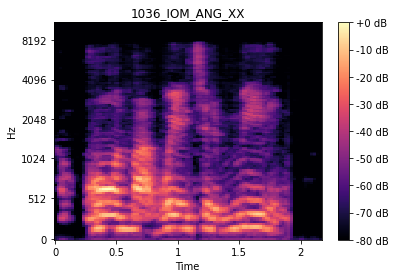 1036_IOM_ANG_XX
Hz
8192
4096
2048
1024
512
0
0
0.5
1
1.5
2
Time
+0 dB
-10 dB
-20 dB
-30 dB
-40 dB
-50 dB
-60 dB
-70 dB
-80 dB